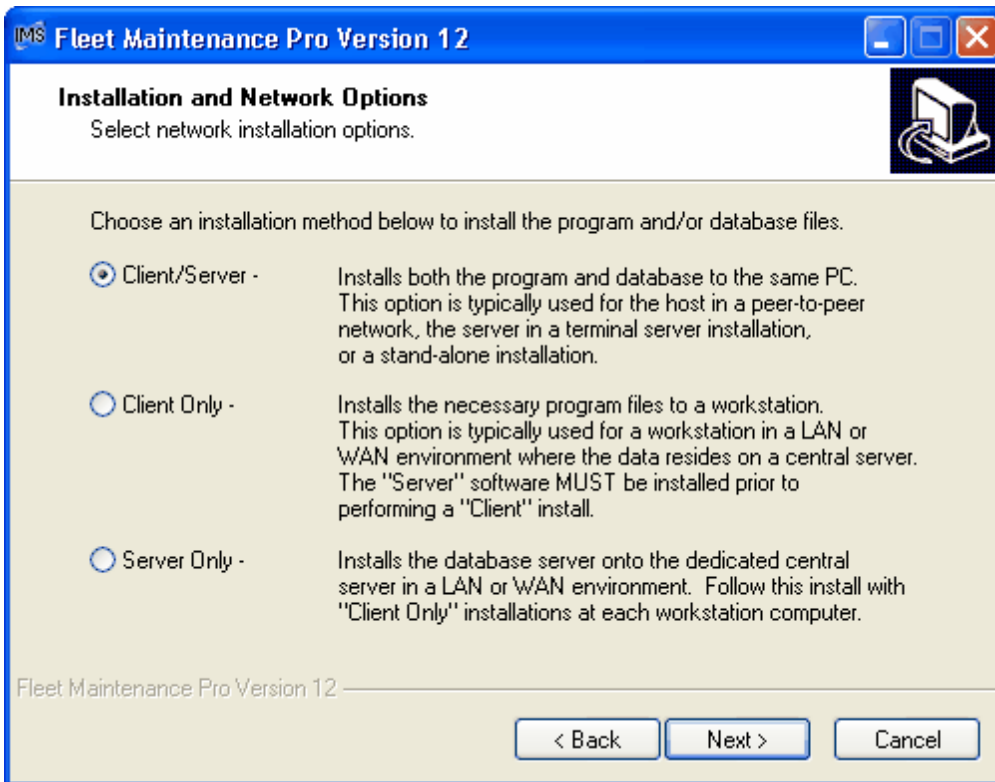 IMS Fleet Maintenance Pro Version 12
Installation and Network Options
Select network installation options.
Choose an installation method below to install the program and/or database files.
Client/Server - Installs both the program and database to the same PC.
This option is typically used for the host in a peer-to-peer
network, the server in a terminal server installation,
or a stand-alone installation.
Client Only - Installs the necessary program files to a workstation.
This option is typically used for a workstation in a LAN or
WAN environment where the data resides on a central server.
The "Server" software MUST be installed prior to
performing a "Client" install.
Server Only - Installs the database server onto the dedicated central
server in a LAN or WAN environment.  Follow this install with
"Client Only" installations at each workstation computer.
Fleet Maintenance Pro Version 12
< Back Next > Cancel